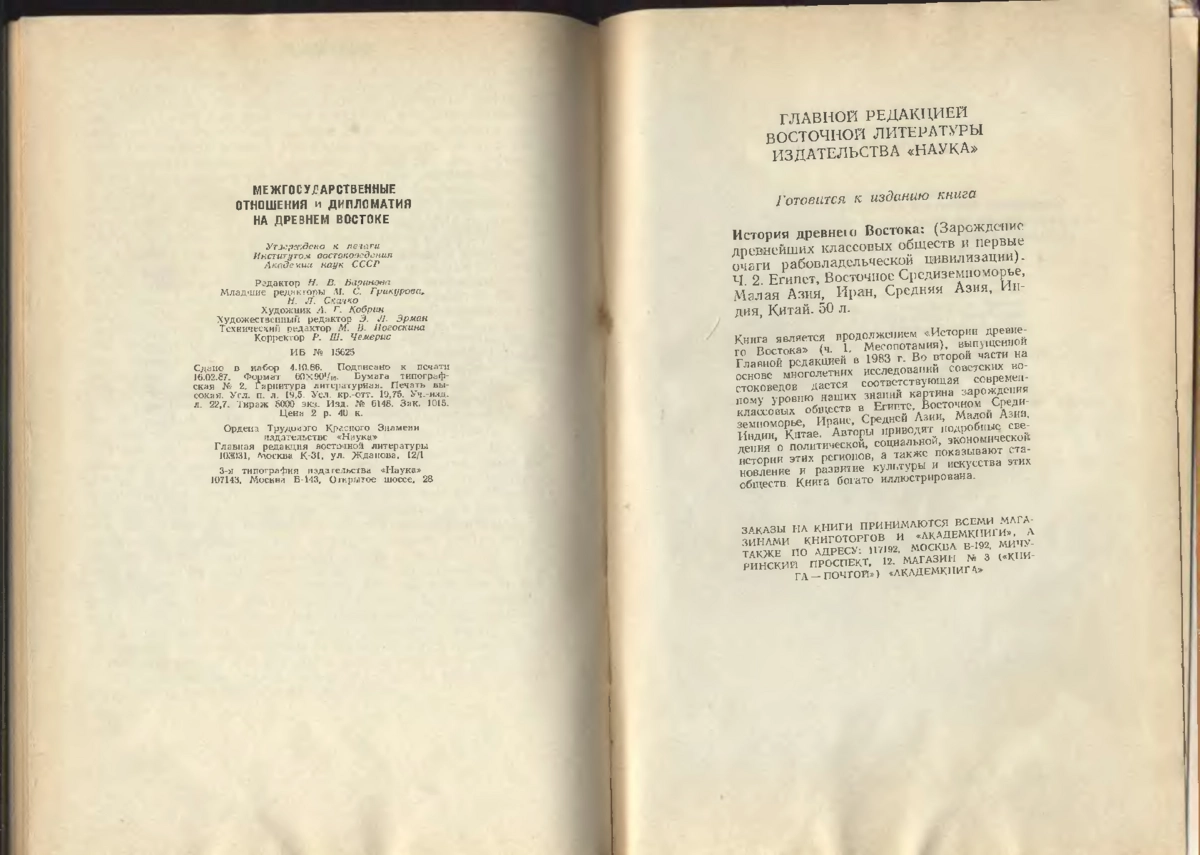 МЕЖГОСУДАРСТВЕННЫЕ
ОТНОШЕНИЯ и ДИПЛОМАТИЯ
НА ДРЕВНЕМ ВОСТОКЕ
Утверждено к печати
Институтом востоковедения
Академии наук СССР
Редактор Н. В. Баринова
Младшие редакторы М. С. Грикурова,
Н. Л. Скачко
Художник А. Г. Кобрин
Художественный редактор Э. Л. Эрман
Технический редактор М. В. Погоскина
Корректор Р. Ш. Чемерис
ИБ № 15625
Сдано в набор 4.10.86. Подписано к печати
16.02.87. Формат 60×90¹/₁₆. Бумага типограф-
ская № 2. Гарнитура литературная. Печать вы-
сокая. Усл. п. л. 19,5. Усл. кр.-отт. 19,75. Уч.-изд.
л. 22,7. Тираж 5000 экз. Изд. № 6148. Зак. 1015.
Цена 2 р. 40 к.
Ордена Трудового Красного Знамени
издательство «Наука»
Главная редакция восточной литературы
103031, Москва К-31, ул. Жданова, 12/1
3-я типография издательства «Наука»
107143, Москва Б-143, Открытое шоссе, 28
ГЛАВНОЙ РЕДАКЦИЕЙ
ВОСТОЧНОЙ ЛИТЕРАТУРЫ
ИЗДАТЕЛЬСТВА «НАУКА»
Готовится к изданию книга
История древнего Востока: (Зарождение
древнейших классовых обществ и первые
очаги рабовладельческой цивилизации).
Ч. 2. Египет, Восточное Средиземноморье,
Малая Азия, Иран, Средняя Азия, Ин-
дия, Китай. 50 л.
Книга является продолжением «Истории древне-
го Востока» (ч. 1, Месопотамия), выпущенной
Главной редакцией в 1983 г. Во второй части на
основе многолетних исследований советских во-
стоковедов дается соответствующая современ-
ному уровню наших знаний картина зарождения
классовых обществ в Египте, Восточном Среди-
земноморье, Иране, Средней Азии, Малой Азии,
Индии, Китае. Авторы приводят подробные све-
дения о политической, социальной, экономической
истории этих регионов, а также показывают ста-
новление и развитие культуры и искусства этих
обществ Книга богато иллюстрирована.
ЗАКАЗЫ НА КНИГИ ПРИНИМАЮТСЯ ВСЕМИ МАГА-
ЗИНАМИ КНИГОТОРГОВ И «АКАДЕМКНИГИ», А
ТАКЖЕ ПО АДРЕСУ: 117192, МОСКВА В-192, МИЧУ-
РИНСКИЙ ПРОСПЕКТ, 12. МАГАЗИН № 3 («КНИ-
ГА — ПОЧТОЙ») «АКАДЕМКНИГА»